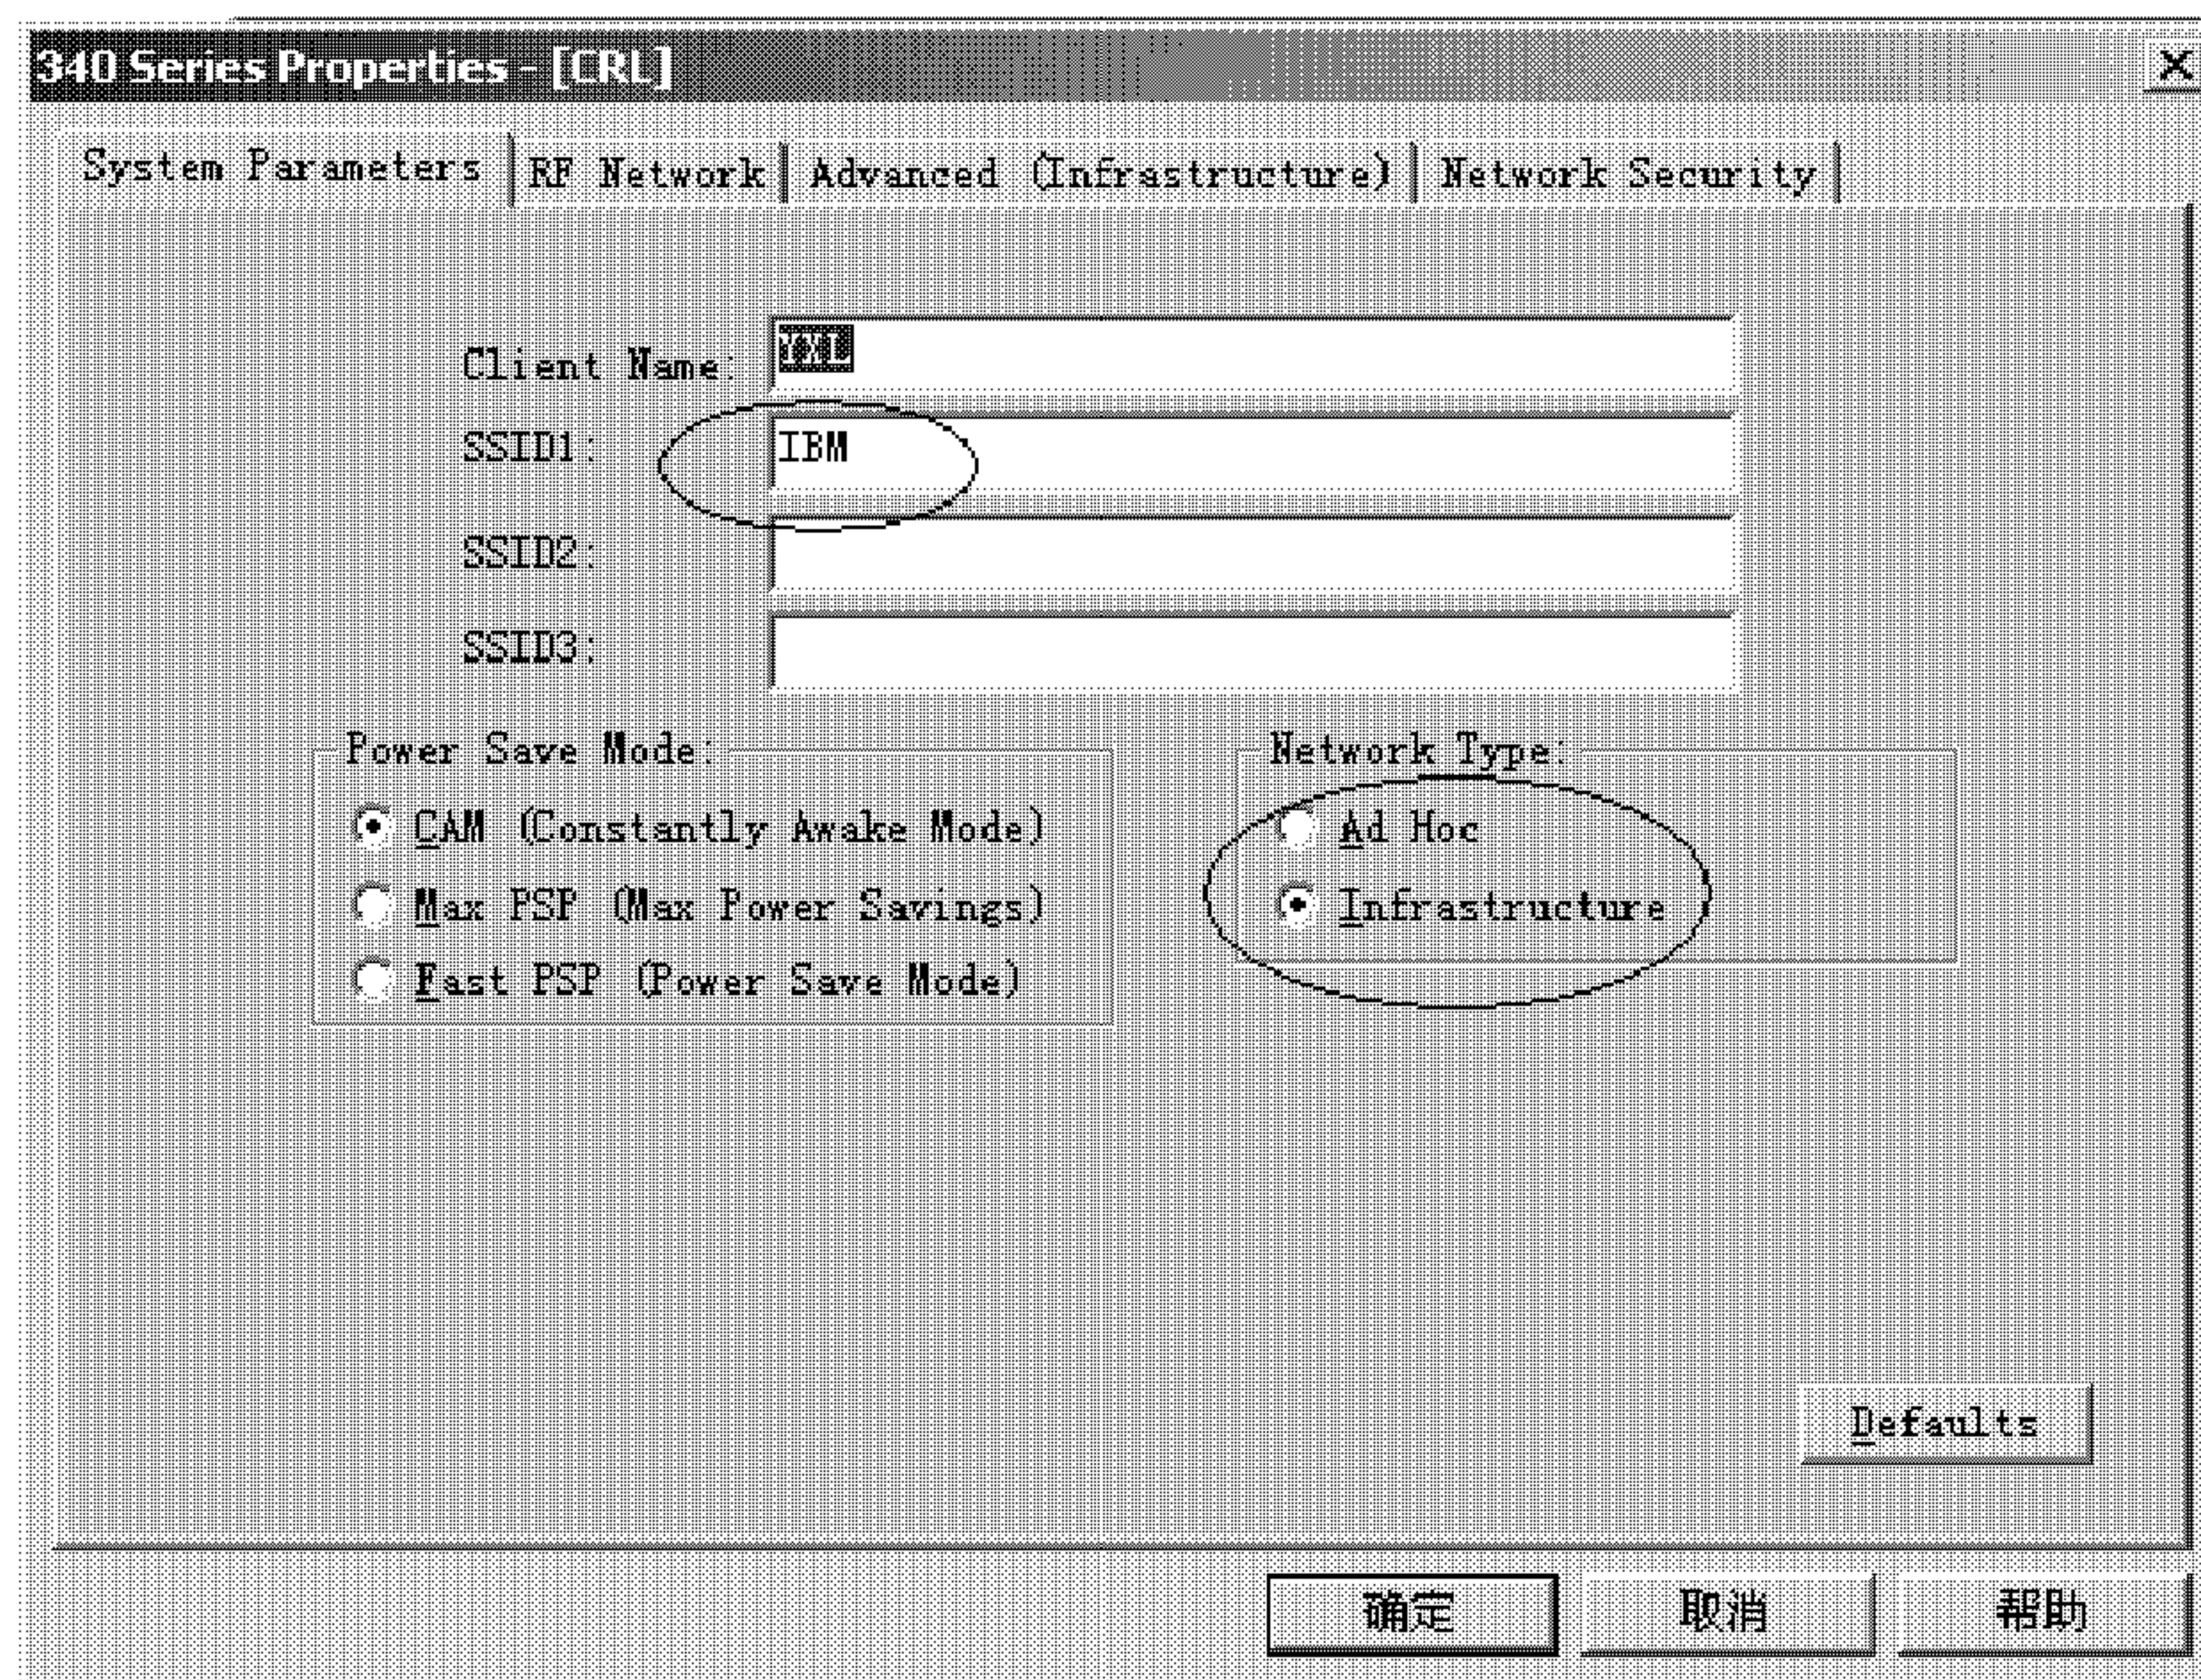 340 Series Properties - [CRL]
System Parameters RF Network Advanced (Infrastructure) Network Security
Client Name: YXL
SSID1: IBM
SSID2:
SSID3:
Power Save Mode: Network Type:
CAM (Constantly Awake Mode) Ad Hoc
Max PSP (Max Power Savings) Infrastructure
Fast PSP (Power Save Mode)
Defaults
确定 取消 帮助